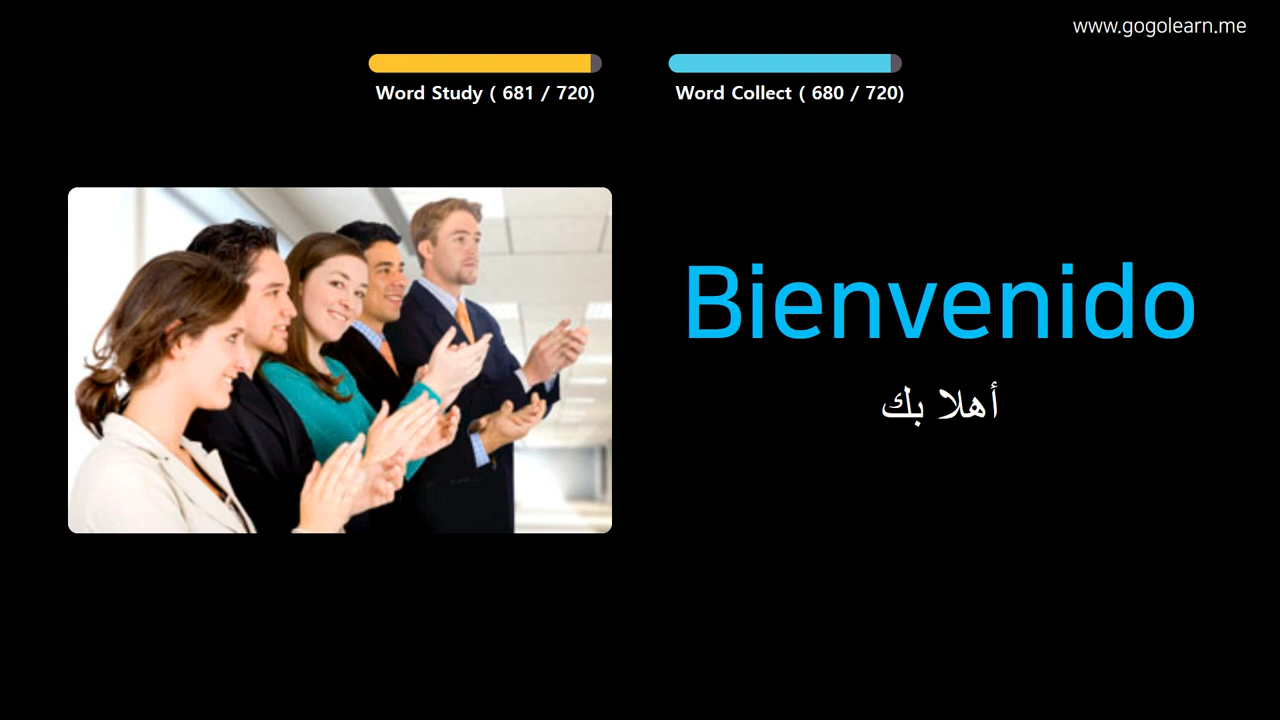 www.gogolearn.me
Word Study ( 681 / 720)
Word Collect ( 680 / 720)
Bienvenido
أهلا بك